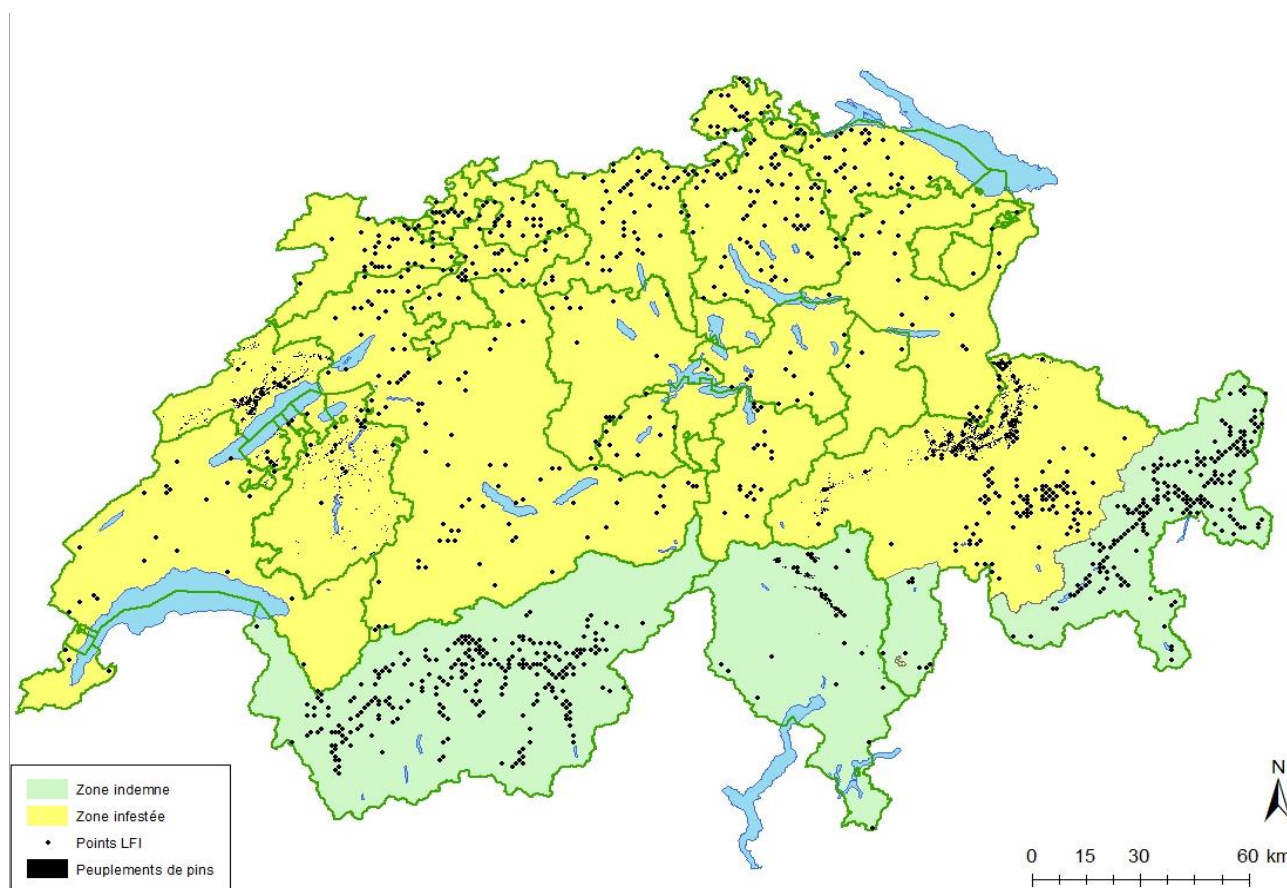 Zone indemne
Zone infestée
Points LFI
Peuplements de pins
N
0 15 30 60 km